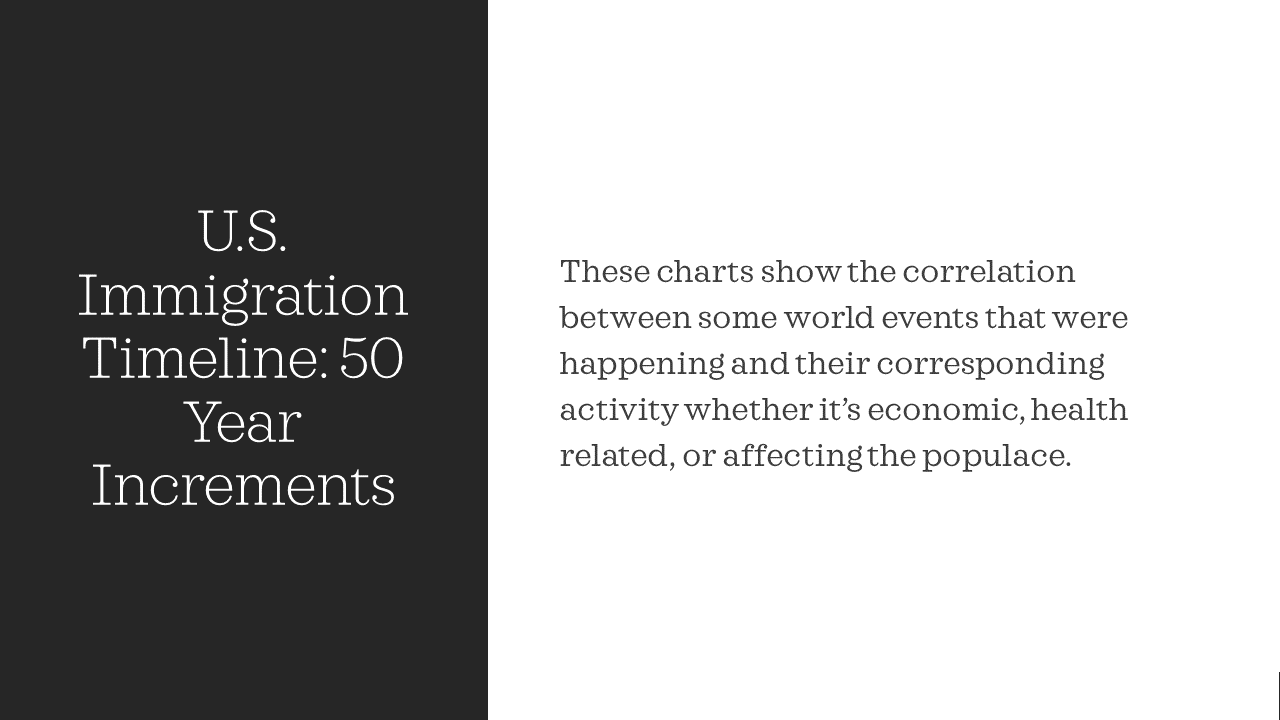 U.S.
Immigration
Timeline: 50
Year
Increments
These charts show the correlation
between some world events that were
happening and their corresponding
activity whether it’s economic, health
related, or affecting the populace.